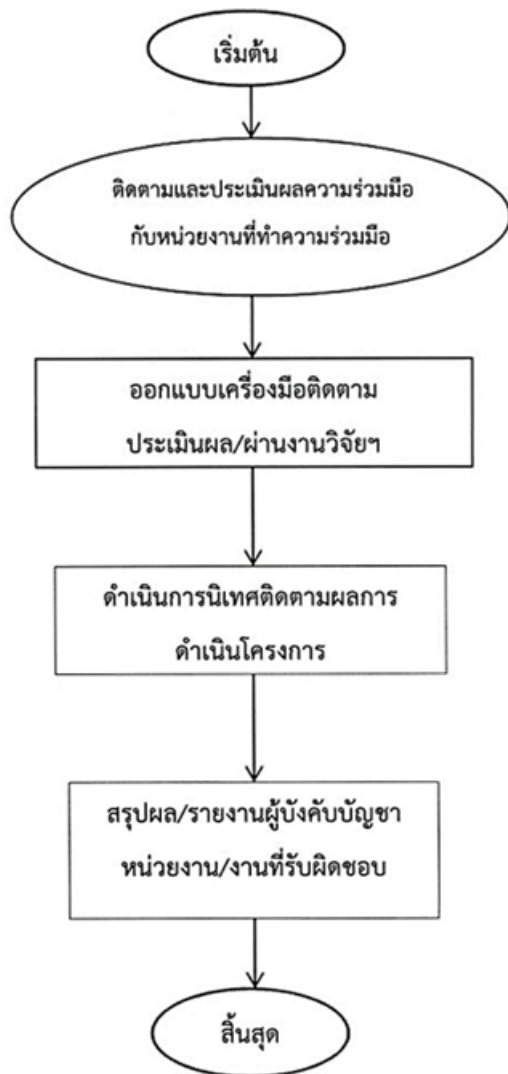 เริ่มต้น
ติดตามและประเมินผลความร่วมมือ
กับหน่วยงานที่ทำความร่วมมือ
ออกแบบเครื่องมือติดตาม
ประเมินผล/ผ่านงานวิจัยฯ
ดำเนินการนิเทศติดตามผลการ
ดำเนินโครงการ
สรุปผล/รายงานผู้บังคับบัญชา
หน่วยงาน/งานที่รับผิดชอบ
สิ้นสุด